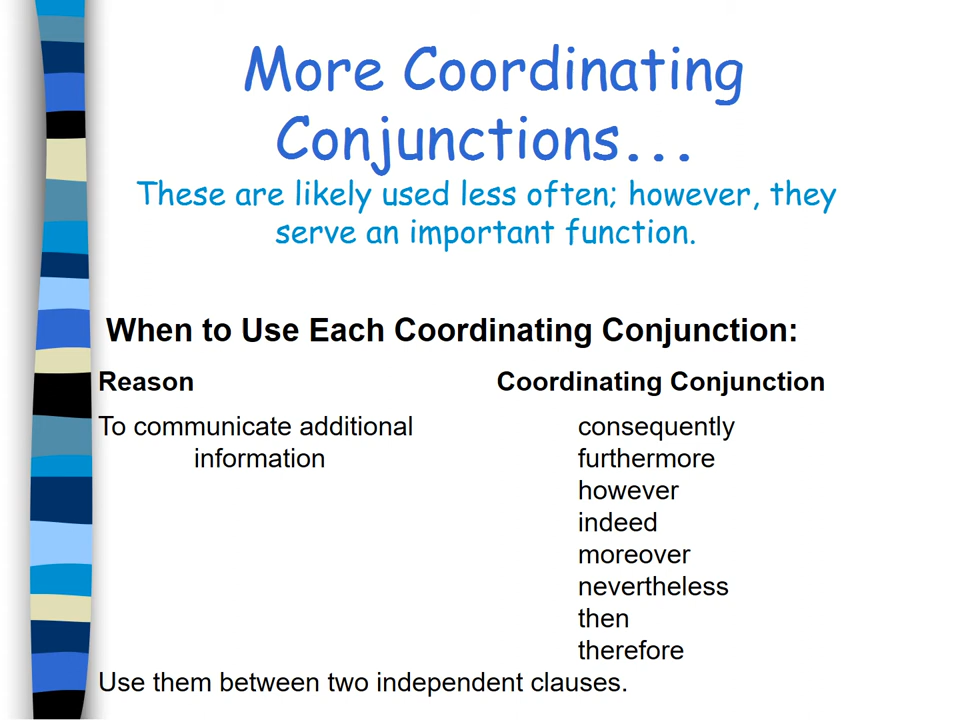 More Coordinating
Conjunctions...
These are likely used less often; however, they
serve an important function.
When to Use Each Coordinating Conjunction:
Reason Coordinating Conjunction
To communicate additional consequently
information furthermore
however
indeed
moreover
nevertheless
then
therefore
Use them between two independent clauses.